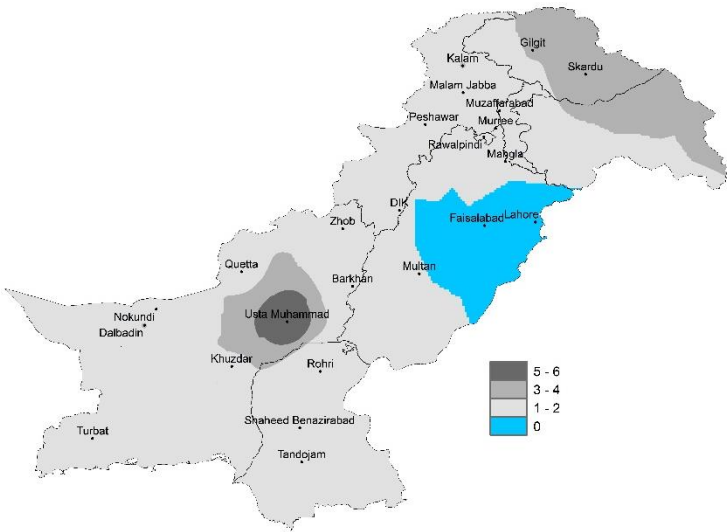 Gilgit
Kalam
Skardu
Malam Jabba
Muzaffarabad
Peshawar
Murree
Rawalpindi
Mangla
DIK
Faisalabad
Lahore
Zhob
Quetta
Multan
Barkhan
Nokundi
Usta Muhammad
Dalbadin
Khuzdar
Rohri
Shaheed Benazirabad
Turbat
Tandojam
5 - 6
3 - 4
1 - 2
0